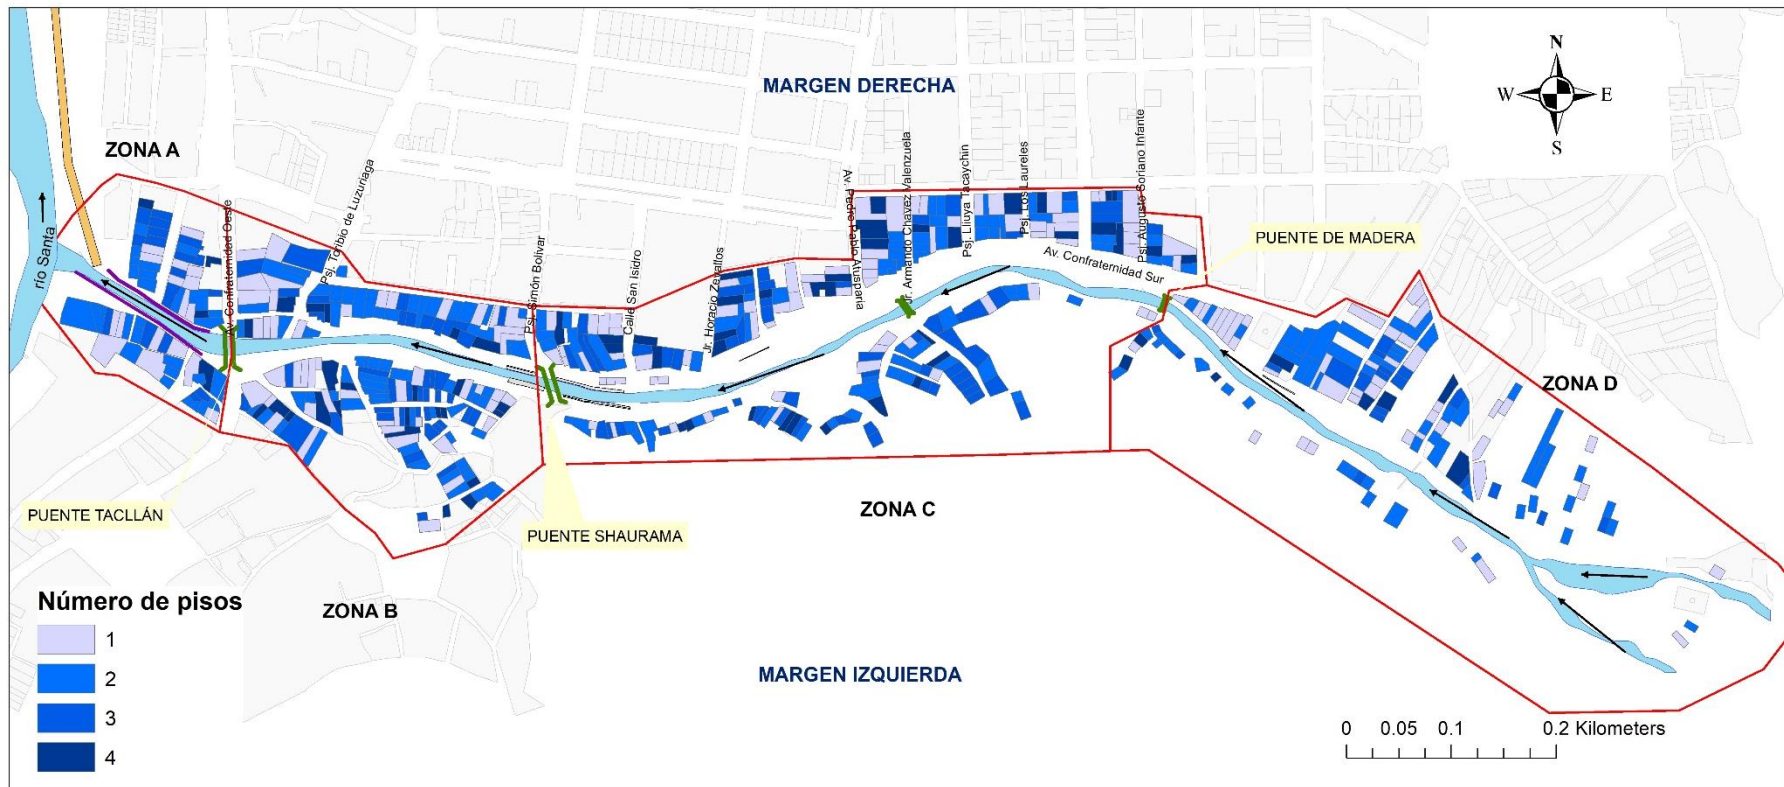 MARGEN DERECHA
N
W
E
S
ZONA A
río Santa
Av. Confraternidad Oeste
Psj. Toribio de Luzuriaga
Psj. Simón Bolivar
Calle San Isidro
Jr. Horacio Zevallos
Av. Pedro Pablo Atusparia
Jr. Armando Chavez Valenzuela
Psj. Lliuya Tacaychin
Psj. Los Laureles
Psj. Augusto Soriano Infante
Av. Confraternidad Sur
PUENTE DE MADERA
ZONA D
PUENTE TACLLÁN
PUENTE SHAURAMA
ZONA C
ZONA B
MARGEN IZQUIERDA
Número de pisos
1
2
3
4
0 0.05 0.1 0.2 Kilometers